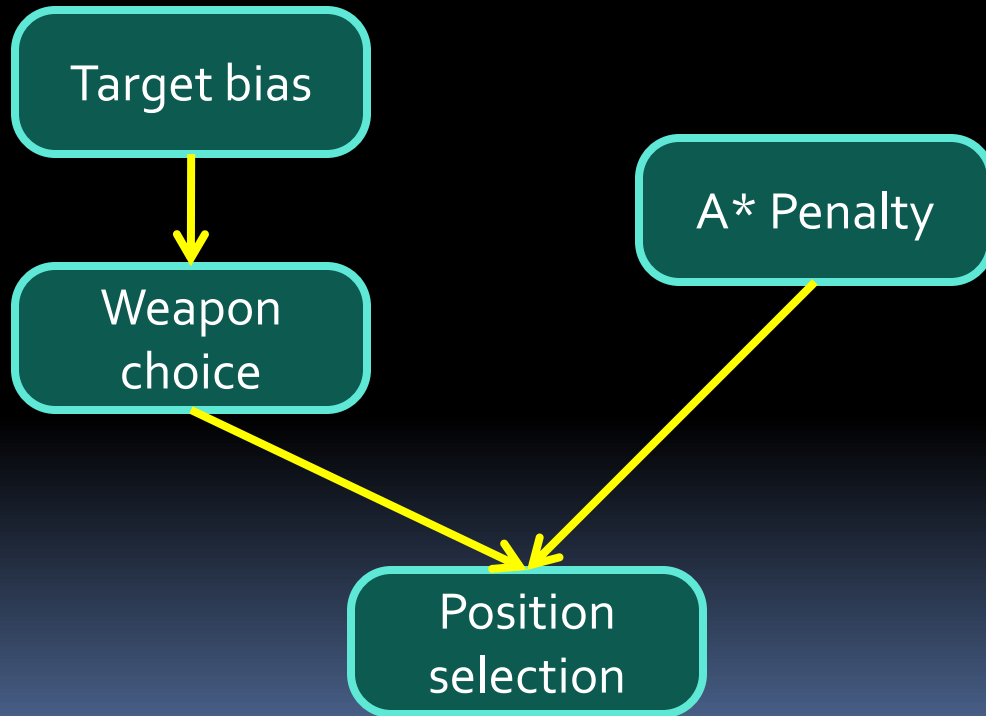 Target bias
A* Penalty
Weapon
choice
Position
selection